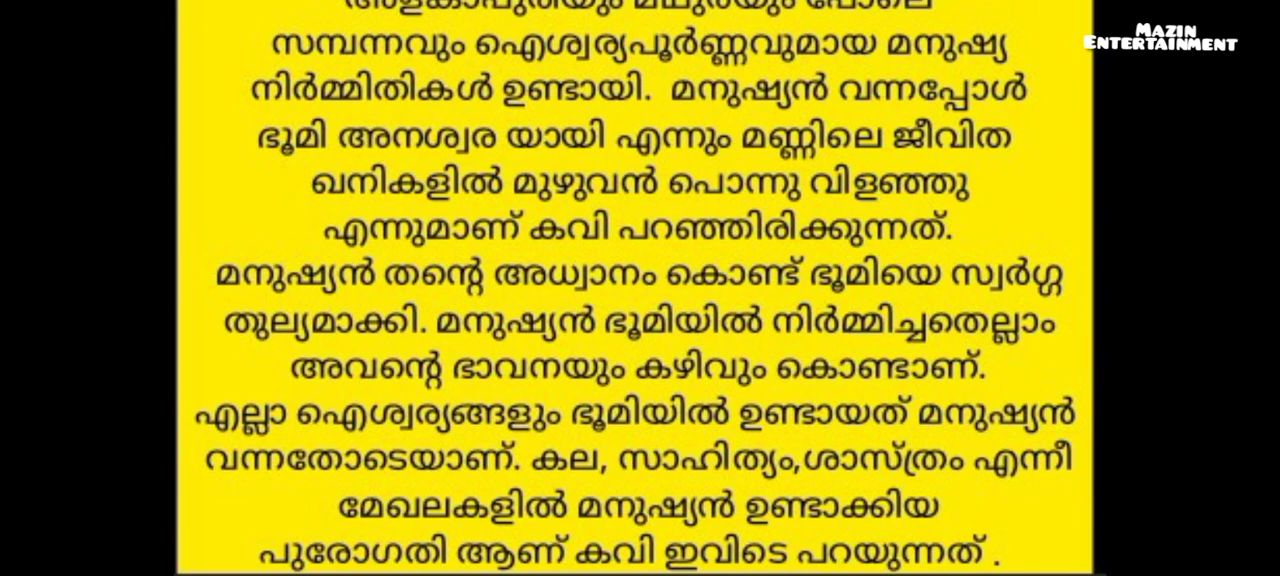 അളകാപുരിയും മഥുരയും പോലെ
സമ്പന്നവും ഐശ്വര്യപൂർണ്ണവുമായ മനുഷ്യ
നിർമ്മിതികൾ ഉണ്ടായി. മനുഷ്യൻ വന്നപ്പോൾ
ഭൂമി അനശ്വര യായി എന്നും മണ്ണിലെ ജീവിത
ഖനികളിൽ മുഴുവൻ പൊന്നു വിളഞ്ഞു
എന്നുമാണ് കവി പറഞ്ഞിരിക്കുന്നത്.
മനുഷ്യൻ തന്റെ അധ്വാനം കൊണ്ട് ഭൂമിയെ സ്വർഗ്ഗ
തുല്യമാക്കി. മനുഷ്യൻ ഭൂമിയിൽ നിർമ്മിച്ചതെല്ലാം
അവന്റെ ഭാവനയും കഴിവും കൊണ്ടാണ്.
എല്ലാ ഐശ്വര്യങ്ങളും ഭൂമിയിൽ ഉണ്ടായത് മനുഷ്യൻ
വന്നതോടെയാണ്. കല, സാഹിത്യം,ശാസ്ത്രം എന്നീ
മേഖലകളിൽ മനുഷ്യൻ ഉണ്ടാക്കിയ
പുരോഗതി ആണ് കവി ഇവിടെ പറയുന്നത് .
MAZIN
ENTERTAINMENT